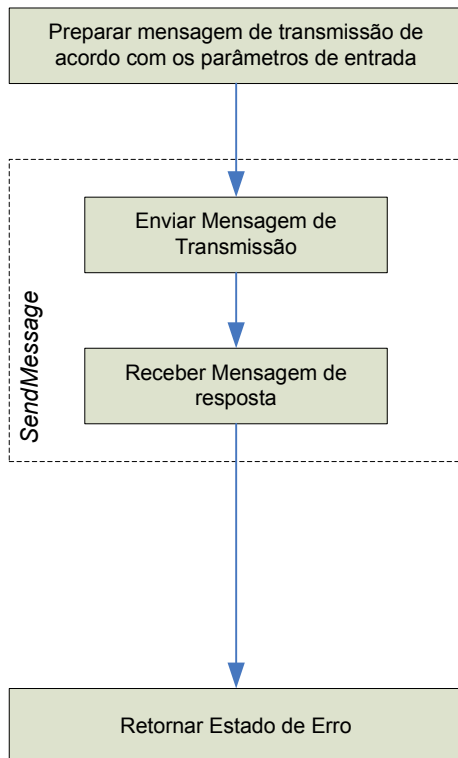 Preparar mensagem de transmissão de
acordo com os parâmetros de entrada
Enviar Mensagem de
Transmissão
Receber Mensagem de
resposta
SendMessage
Retornar Estado de Erro